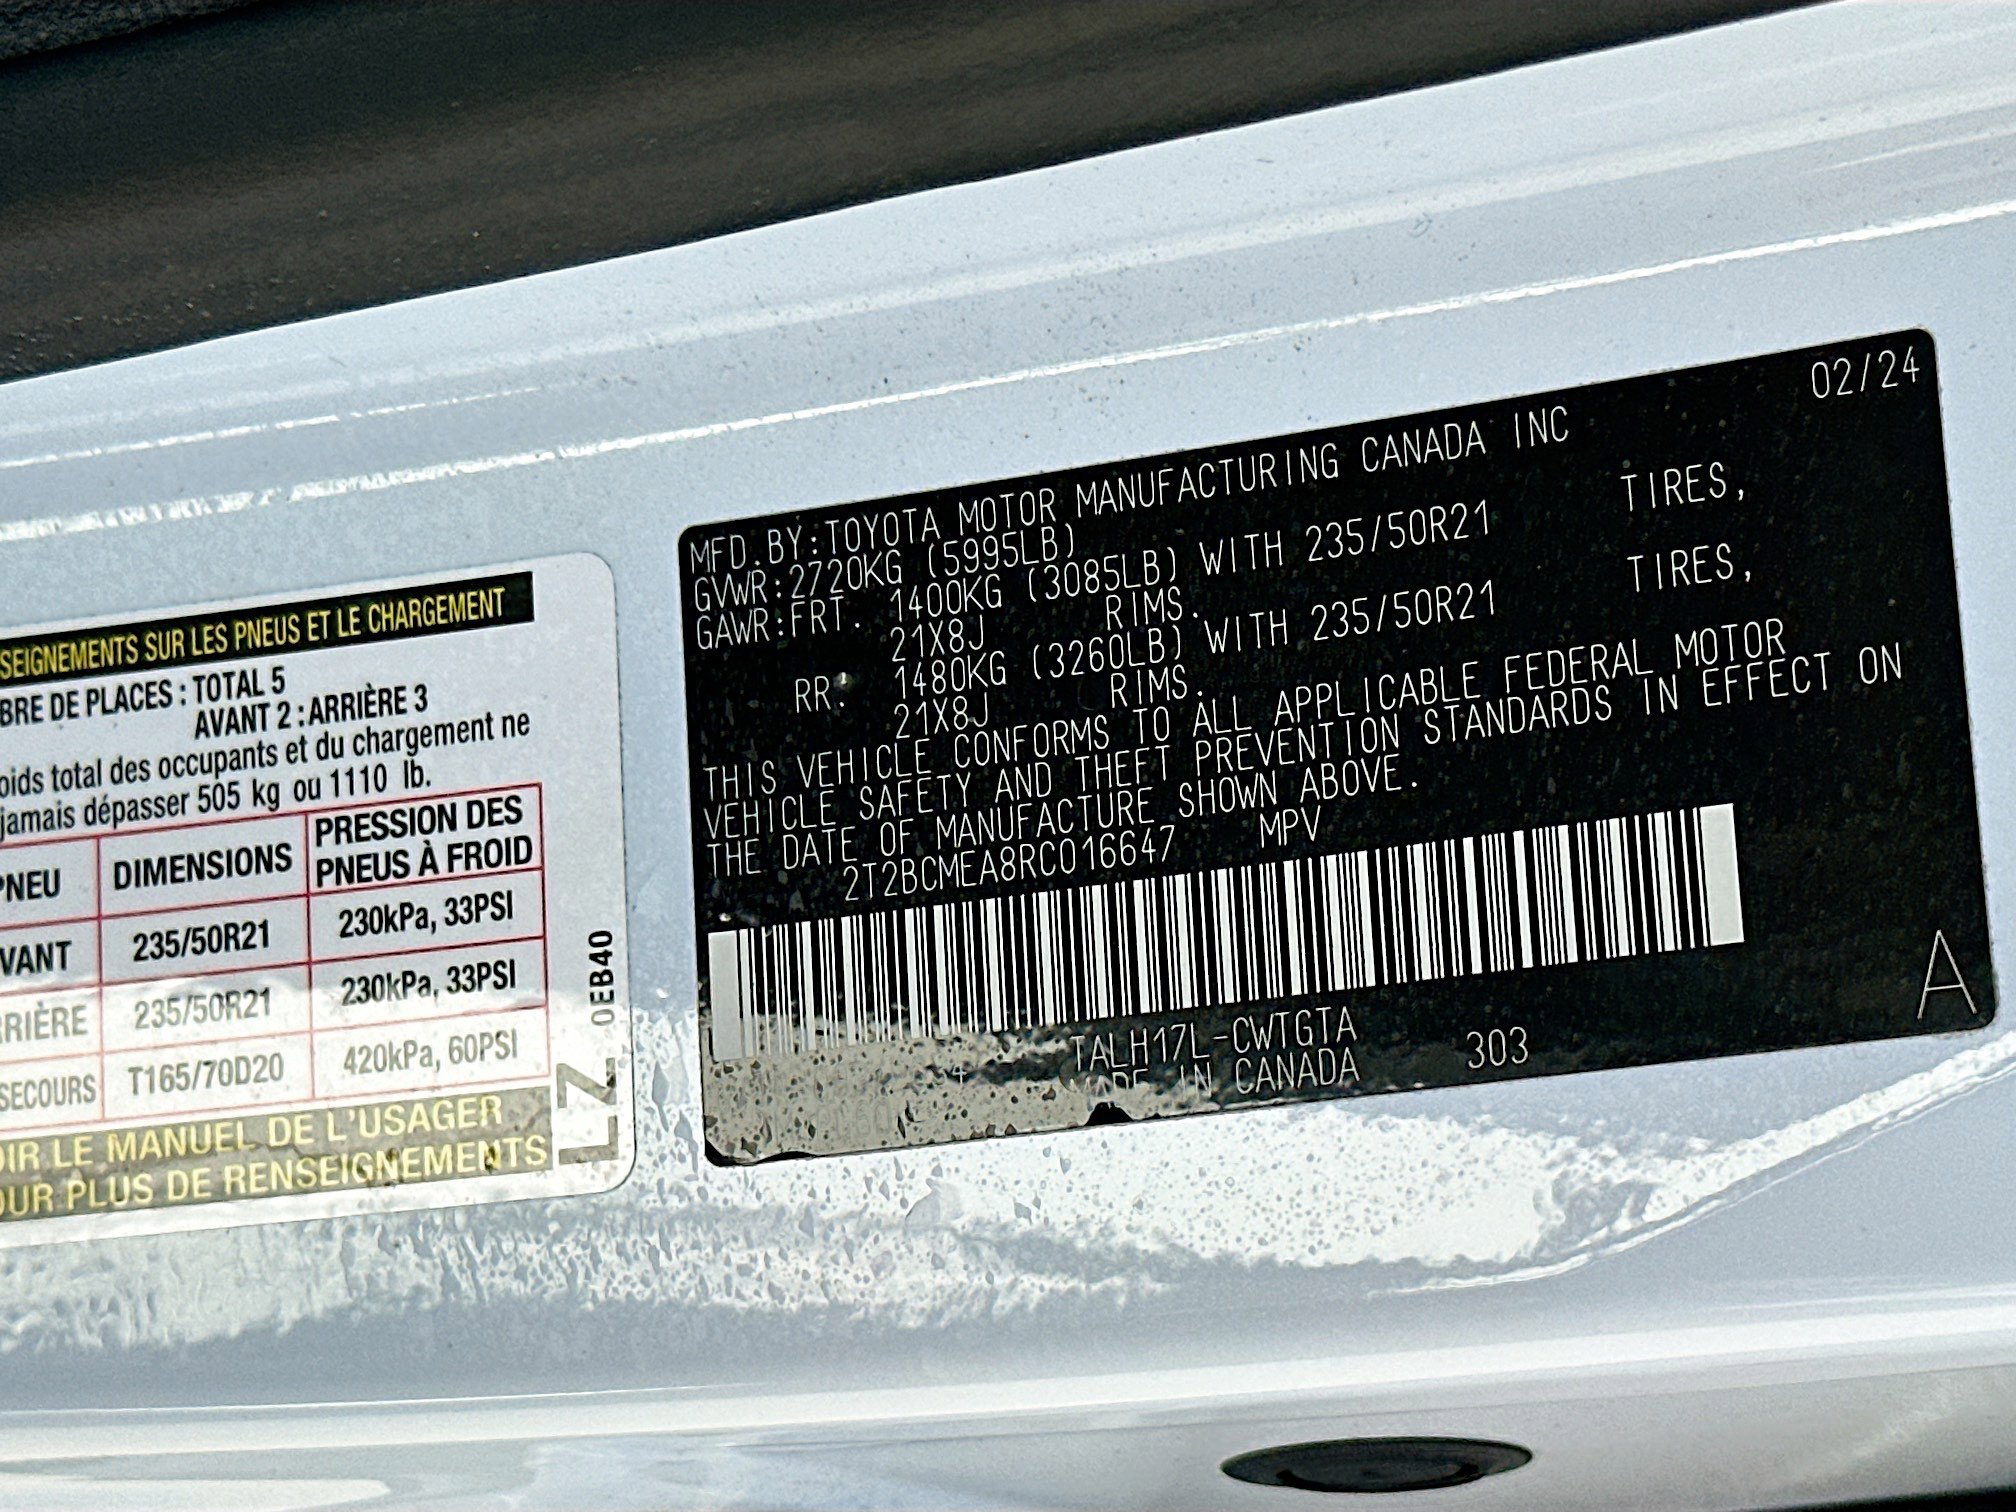 SEIGNEMENTS SUR LES PNEUS ET LE CHARGEMENT
BRE DE PLACES : TOTAL 5
AVANT 2 : ARRIÈRE 3
oids total des occupants et du chargement ne
jamais dépasser 505 kg ou 1110 lb.
PNEU DIMENSIONS PRESSION DES
PNEUS À FROID
VANT 235/50R21 230kPa, 33PSI
RRIÈRE 235/50R21 230kPa, 33PSI
SECOURS T165/70D20 420kPa, 60PSI
OIR LE MANUEL DE L'USAGER
OUR PLUS DE RENSEIGNEMENTS
0EB40
LZ
02/24
MFD.BY:TOYOTA MOTOR MANUFACTURING CANADA INC
GVWR:2720KG (5995LB)
GAWR:FRT. 1400KG (3085LB) WITH 235/50R21 TIRES,
21X8J RIMS.
RR. 1480KG (3260LB) WITH 235/50R21 TIRES,
21X8J RIMS.
THIS VEHICLE CONFORMS TO ALL APPLICABLE FEDERAL MOTOR
VEHICLE SAFETY AND THEFT PREVENTION STANDARDS IN EFFECT ON
THE DATE OF MANUFACTURE SHOWN ABOVE.
2T2BCMEA8RC016647 MPV
TALH17L-CWTGTA
MADE IN CANADA 303
A